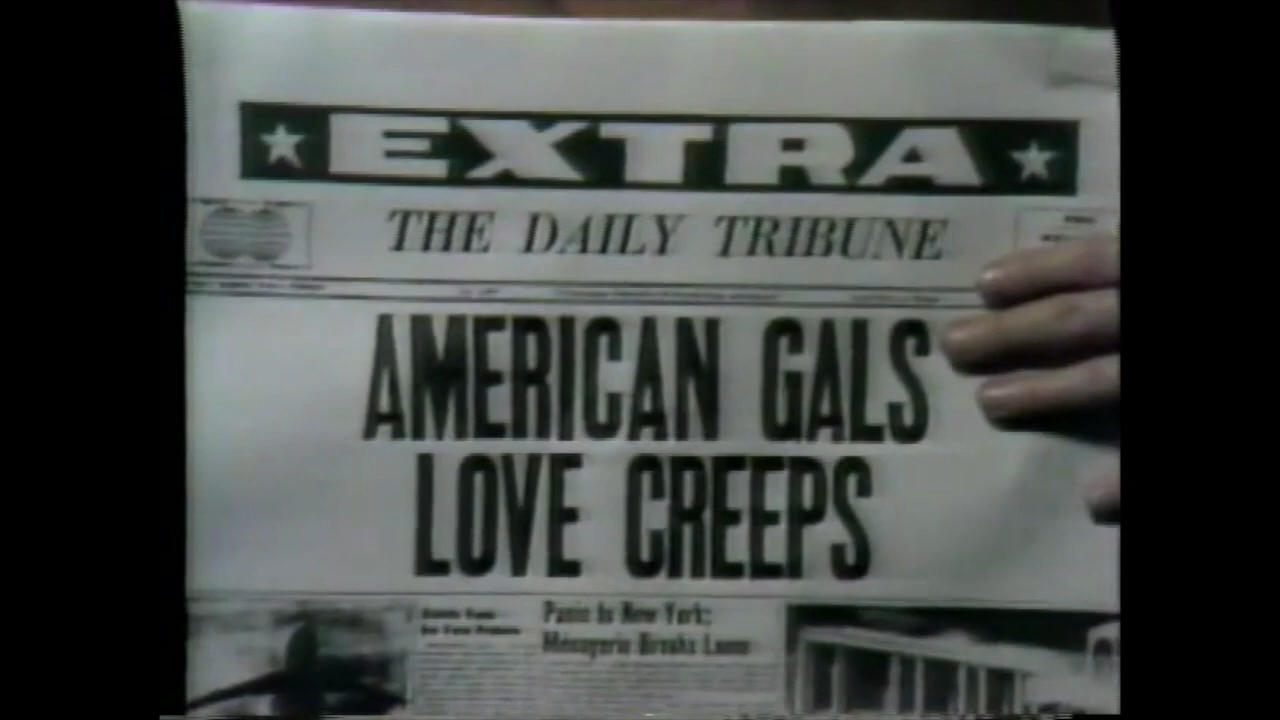 EXTRA
THE DAILY TRIBUNE
AMERICAN GALS
LOVE CREEPS
Panic In New York:
Menagerie Breaks Loose